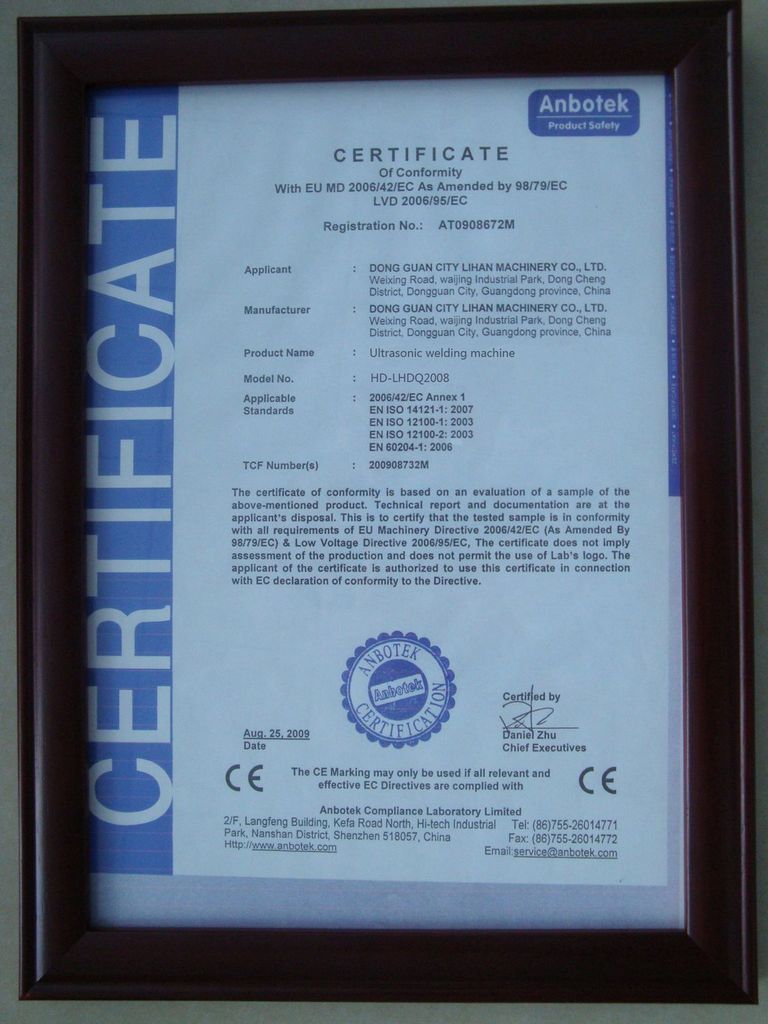 CERTIFICATE
Anbotek
Product Safety
CERTIFICATE
Of Conformity
With EU MD 2006/42/EC As Amended by 98/79/EC
LVD 2006/95/EC
Registration No.: AT0908672M
Applicant : DONG GUAN CITY LIHAN MACHINERY CO., LTD.
Weixing Road, waijing Industrial Park, Dong Cheng
District, Dongguan City, Guangdong province, China
Manufacturer : DONG GUAN CITY LIHAN MACHINERY CO., LTD.
Weixing Road, waijing Industrial Park, Dong Cheng
District, Dongguan City, Guangdong province, China
Product Name : Ultrasonic welding machine
Model No. : HD-LHDQ2008
Applicable : 2006/42/EC Annex 1
Standards EN ISO 14121-1: 2007
EN ISO 12100-1: 2003
EN ISO 12100-2: 2003
EN 60204-1: 2006
TCF Number(s) : 200908732M
The certificate of conformity is based on an evaluation of a sample of the
above-mentioned product. Technical report and documentation are at the
applicant's disposal. This is to certify that the tested sample is in conformity
with all requirements of EU Machinery Directive 2006/42/EC (As Amended By
98/79/EC) & Low Voltage Directive 2006/95/EC, The certificate does not imply
assessment of the production and does not permit the use of Lab's logo. The
applicant of the certificate is authorized to use this certificate in connection
with EC declaration of conformity to the Directive.
ANBOTEK
Anbotek
CERTIFICATION
Certified by
Aug. 25, 2009
Date
Daniel Zhu
Chief Executives
CE The CE Marking may only be used if all relevant and CE
effective EC Directives are complied with
Anbotek Compliance Laboratory Limited
2/F, Langfeng Building, Kefa Road North, Hi-tech Industrial Tel: (86)755-26014771
Park, Nanshan District, Shenzhen 518057, China Fax: (86)755-26014772
Http://www.anbotek.com Email:service@anbotek.com